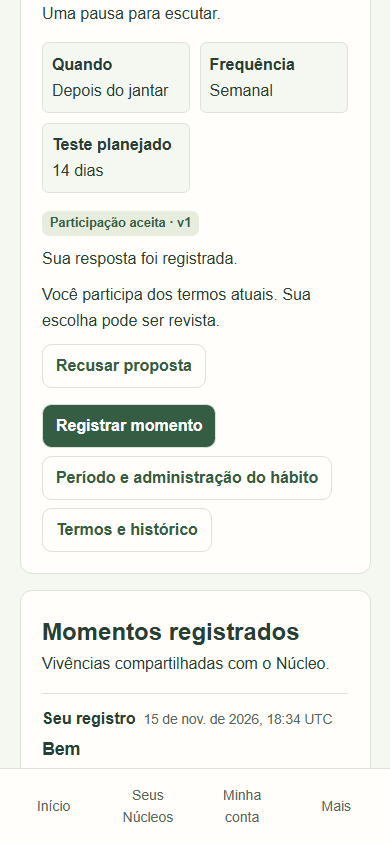 Uma pausa para escutar.
Quando
Depois do jantar
Frequência
Semanal
Teste planejado
14 dias
Participação aceita · v1
Sua resposta foi registrada.
Você participa dos termos atuais. Sua
escolha pode ser revista.
Recusar proposta
Registrar momento
Período e administração do hábito
Termos e histórico
Momentos registrados
Vivências compartilhadas com o Núcleo.
Seu registro 15 de nov. de 2026, 18:34 UTC
Bem
Início
Seus
Núcleos
Minha
conta
Mais